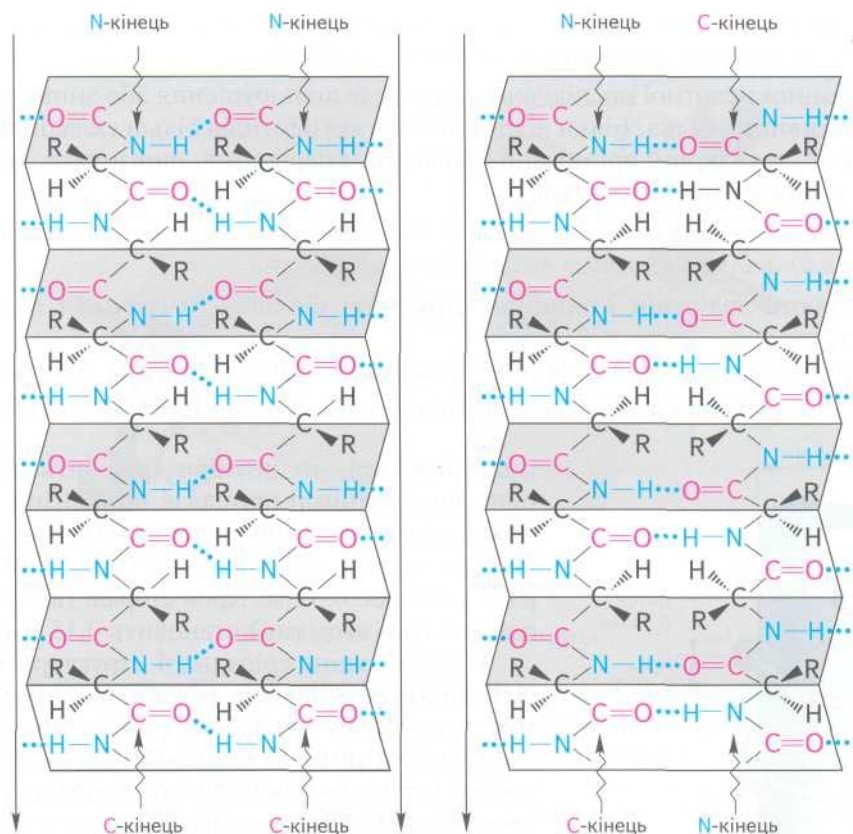 N-кінець N-кінець N-кінець C-кінець
O=C O=C O=C N–H
R N–H R N–H R N–H O=C
C C C R
H C=O H C=O H C=O H–N H
H–N H H–N H H–N H C=O
C C C H C
R R R R N–H
O=C O=C O=C
R N–H R N–H R N–H O=C R
C C C C
H C=O H C=O H C=O H–N H
H–N H H–N H H–N H H C=O
C C C C
R R R R N–H
O=C O=C O=C
R N–H R N–H R N–H O=C R
C C C C
H C=O H C=O H C=O H–N H
H–N H H–N H H–N H H C=O
C C C C
R R R R N–H
O=C O=C O=C
R N–H R N–H R N–H O=C R
C C C C
H C=O H C=O H C=O H–N H
H–N H–N H–N C=O
C-кінець C-кінець C-кінець N-кінець